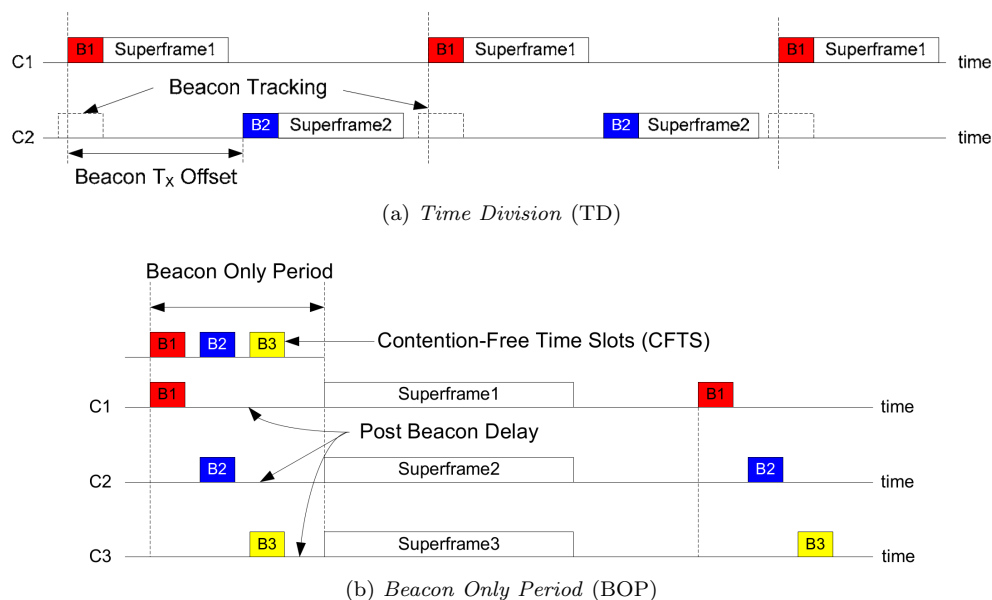 B1 Superframe1 B1 Superframe1 B1 Superframe1
C1 time
Beacon Tracking
B2 Superframe2 B2 Superframe2
C2 time
Beacon TX Offset
(a) Time Division (TD)
Beacon Only Period
B1 B2 B3 Contention-Free Time Slots (CFTS)
B1 Superframe1 B1
C1 time
Post Beacon Delay
B2 Superframe2 B2
C2 time
B3 Superframe3 B3
C3 time
(b) Beacon Only Period (BOP)